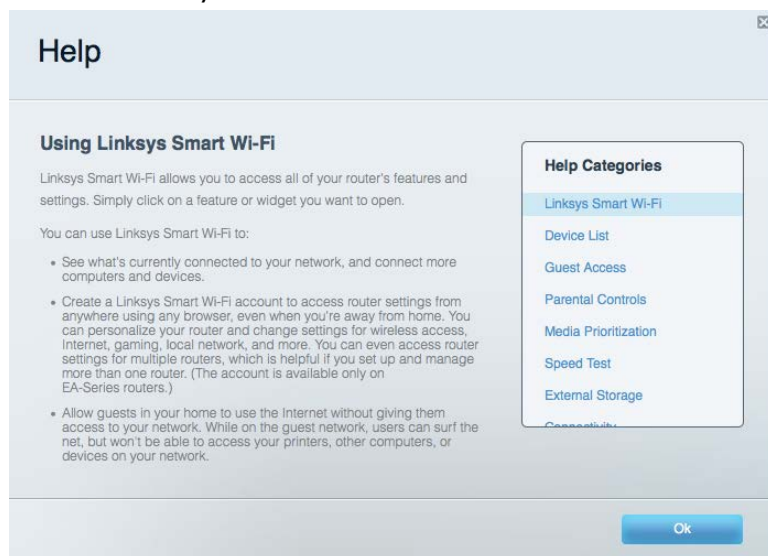 Help
Using Linksys Smart Wi-Fi
Linksys Smart Wi-Fi allows you to access all of your router's features and
settings. Simply click on a feature or widget you want to open.
You can use Linksys Smart Wi-Fi to:
• See what's currently connected to your network, and connect more
computers and devices.
• Create a Linksys Smart Wi-Fi account to access router settings from
anywhere using any browser, even when you're away from home. You
can personalize your router and change settings for wireless access,
Internet, gaming, local network, and more. You can even access router
settings for multiple routers, which is helpful if you set up and manage
more than one router. (The account is available only on
EA-Series routers.)
• Allow guests in your home to use the Internet without giving them
access to your network. While on the guest network, users can surf the
net, but won't be able to access your printers, other computers, or
devices on your network.
Help Categories
Linksys Smart Wi-Fi
Device List
Guest Access
Parental Controls
Media Prioritization
Speed Test
External Storage
Connectivity
Ok